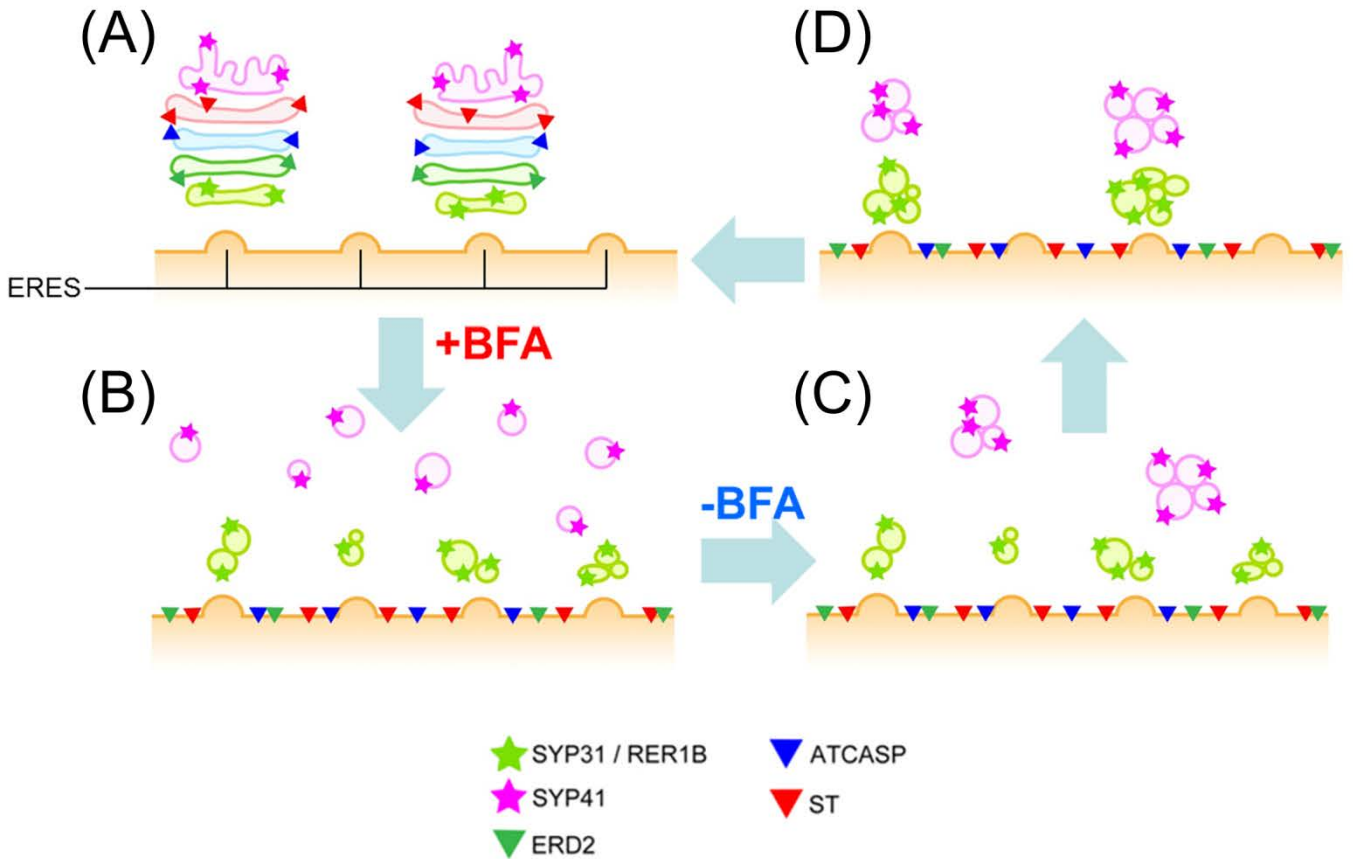 (A)
(D)
ERES
+BFA
(B)
(C)
-BFA
SYP31 / RER1B
ATCASP
SYP41
ST
ERD2